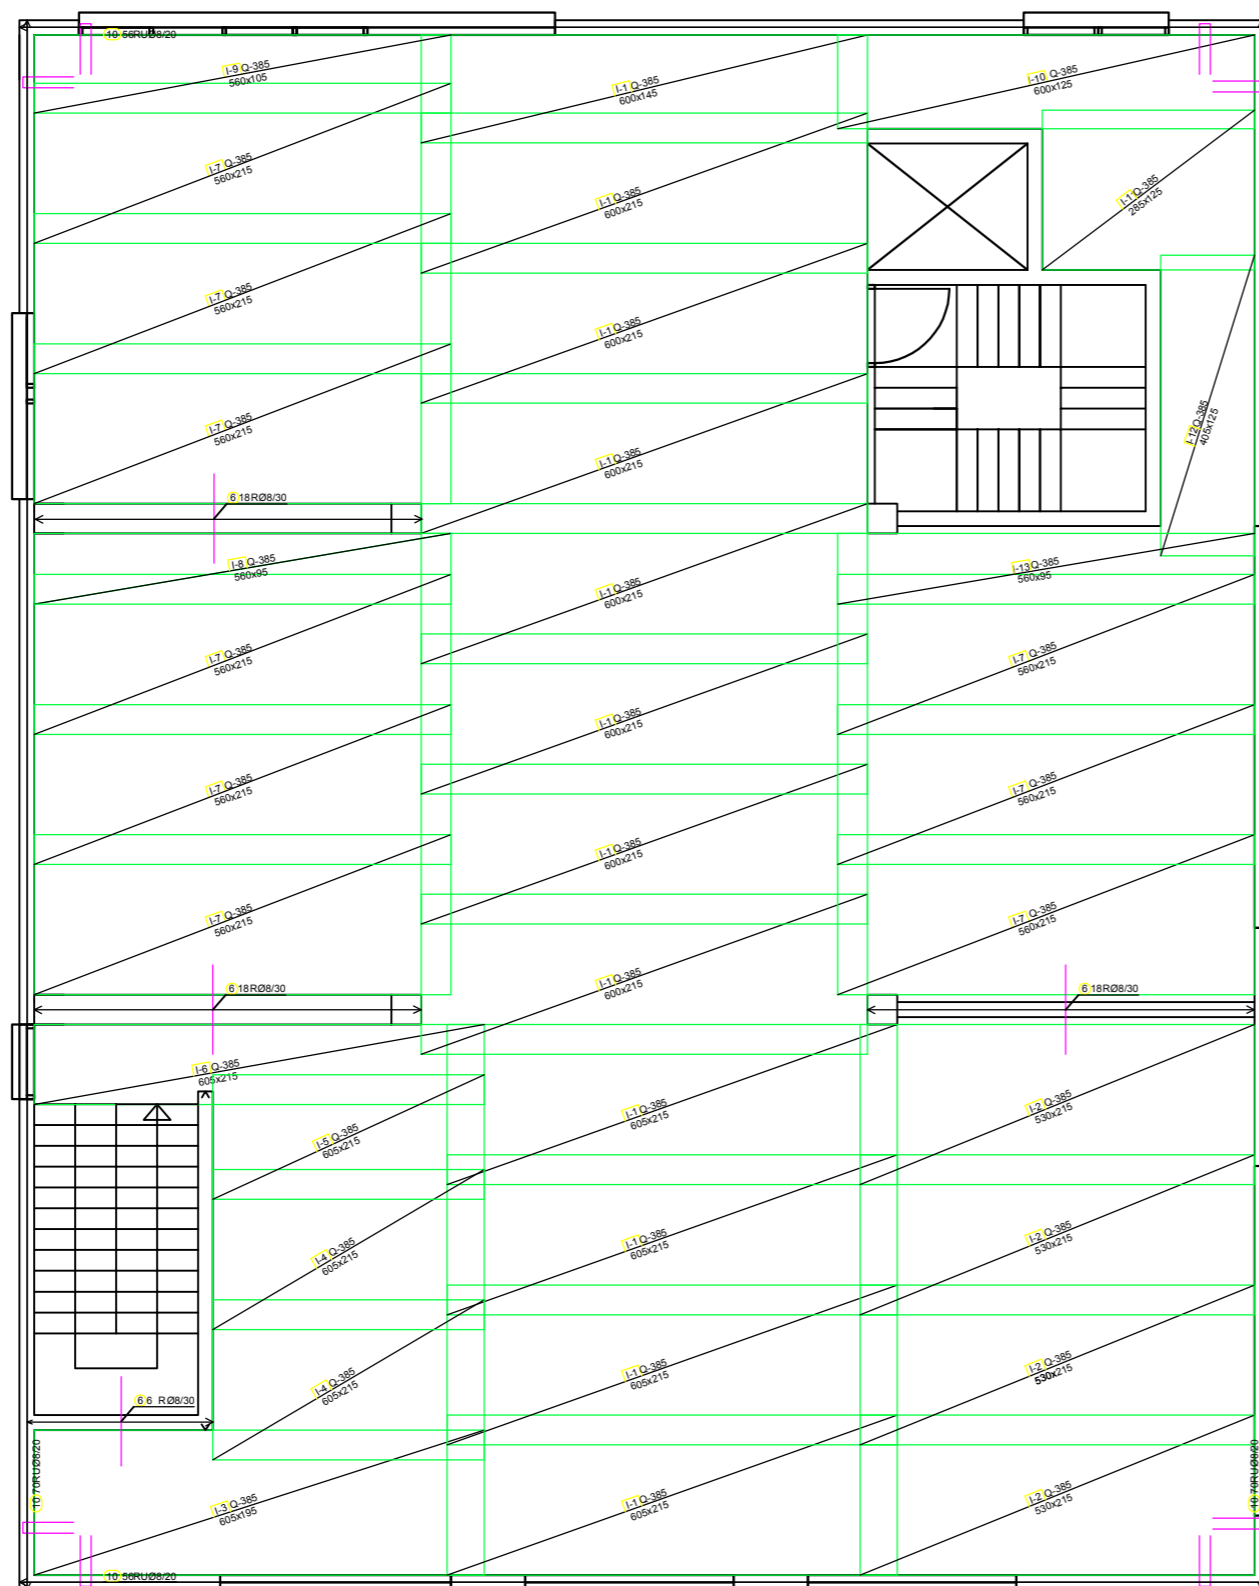 10 56RUØ8/20
I-9 Q-385
560x105
I-1 Q-385
600x145
I-10 Q-385
600x125
I-7 Q-385
560x215
I-1 Q-385
600x215
I-1 Q-385
285x125
I-7 Q-385
560x215
I-1 Q-385
600x215
I-7 Q-385
560x215
I-1 Q-385
600x215
I-12Q-385
405x125
6 18RØ8/30
I-8 Q-385
560x95
I-1 Q-385
600x215
I-13 Q-385
560x95
I-7 Q-385
560x215
I-1 Q-385
600x215
I-7 Q-385
560x215
I-7 Q-385
560x215
I-1 Q-385
600x215
I-7 Q-385
560x215
I-7 Q-385
560x215
I-1 Q-385
600x215
I-7 Q-385
560x215
6 18RØ8/30
6 18RØ8/30
I-6 Q-385
605x215
I-5 Q-385
605x215
I-1 Q-385
605x215
I-2 Q-385
530x215
I-4 Q-385
605x215
I-1 Q-385
605x215
I-2 Q-385
530x215
I-4 Q-385
605x215
I-1 Q-385
605x215
I-2 Q-385
530x215
6 6 RØ8/30
10 70RUØ8/20
I-3 Q-385
605x195
I-1 Q-385
605x215
I-2 Q-385
530x215
10 70RUØ8/20
10 56RUØ8/20